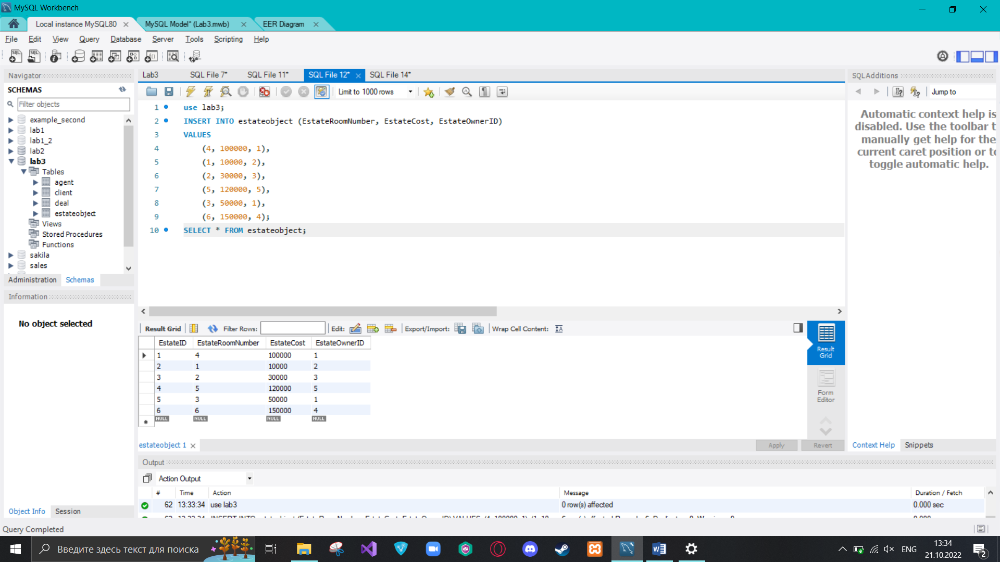 MySQL Workbench
Local instance MySQL80
MySQL Model* (Lab3.mwb)
EER Diagram
File Edit View Query Database Server Tools Scripting Help
Navigator
SCHEMAS
Filter objects
example_second
lab1
lab1_2
lab2
lab3
Tables
agent
client
deal
estateobject
Views
Stored Procedures
Functions
sakila
sales
Administration Schemas
Information
No object selected
Object Info Session
Lab3 SQL File 7* SQL File 11* SQL File 12* SQL File 14*
Limit to 1000 rows
1 use lab3;
2 INSERT INTO estateobject (EstateRoomNumber, EstateCost, EstateOwnerID)
3 VALUES
4 (4, 100000, 1),
5 (1, 10000, 2),
6 (2, 30000, 3),
7 (5, 120000, 5),
8 (3, 50000, 1),
9 (6, 150000, 4);
10 SELECT * FROM estateobject;
Result Grid Filter Rows: Edit: Export/Import: Wrap Cell Content:
EstateID EstateRoomNumber EstateCost EstateOwnerID
1 4 100000 1
2 1 10000 2
3 2 30000 3
4 5 120000 5
5 3 50000 1
6 6 150000 4
NULL NULL NULL NULL
Result
Grid
Form
Editor
estateobject 1
Apply Revert
SQLAdditions
Jump to
Automatic context help is
disabled. Use the toolbar t
manually get help for the
current caret position or to
toggle automatic help.
Context Help Snippets
Output
Action Output
# Time Action Message Duration / Fetch
62 13:33:34 use lab3 0 row(s) affected 0.000 sec
Query Completed
Введите здесь текст для поиска
ENG
13:34
21.10.2022
2